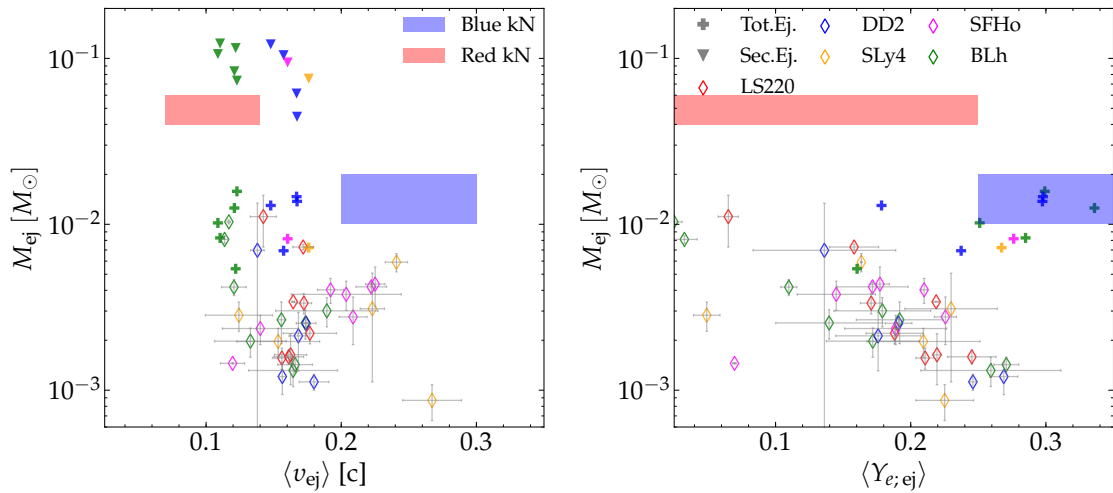 Blue kN
Red kN
10⁻¹
10⁻²
10⁻³
M_ej [M_⊙]
0.1 0.2 0.3
⟨v_ej⟩ [c]
Tot.Ej. DD2 SFHo
Sec.Ej. SLy4 BLh
LS220
10⁻¹
10⁻²
10⁻³
M_ej [M_⊙]
0.1 0.2 0.3
⟨Y_e; ej⟩